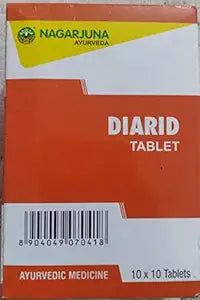 NAGARJUNA
AYURVEDA
DIARID
TABLET
8904049070418
AYURVEDIC MEDICINE
10 x 10 Tablets